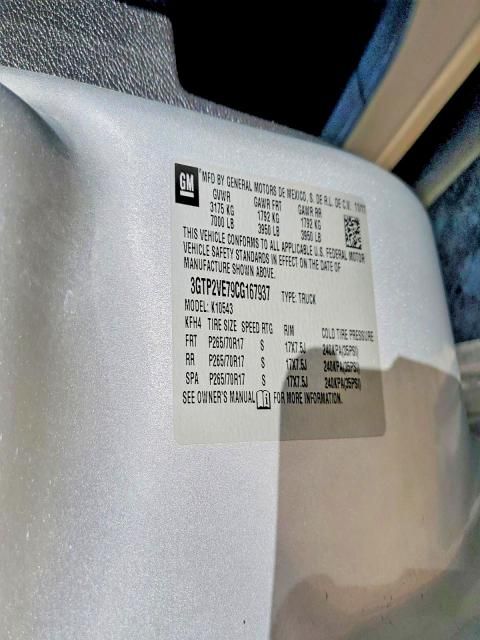 GM
MFD BY GENERAL MOTORS DE MEXICO, S. DE R.L. DE C.V. 11/11
GVWR GAWR FRT GAWR RR
3175 KG 1792 KG 1792 KG
7000 LB 3950 LB 3950 LB
THIS VEHICLE CONFORMS TO ALL APPLICABLE U.S. FEDERAL MOTOR
VEHICLE SAFETY STANDARDS IN EFFECT ON THE DATE OF
MANUFACTURE SHOWN ABOVE.
3GTP2VE79CG167937 TYPE: TRUCK
MODEL: K10543
KFH4 TIRE SIZE SPEED RTG RIM COLD TIRE PRESSURE
FRT P265/70R17 S 17X7.5J 240KPA(35PSI)
RR P265/70R17 S 17X7.5J 240KPA(35PSI)
SPA P265/70R17 S 17X7.5J 240KPA(35PSI)
SEE OWNER'S MANUAL FOR MORE INFORMATION.